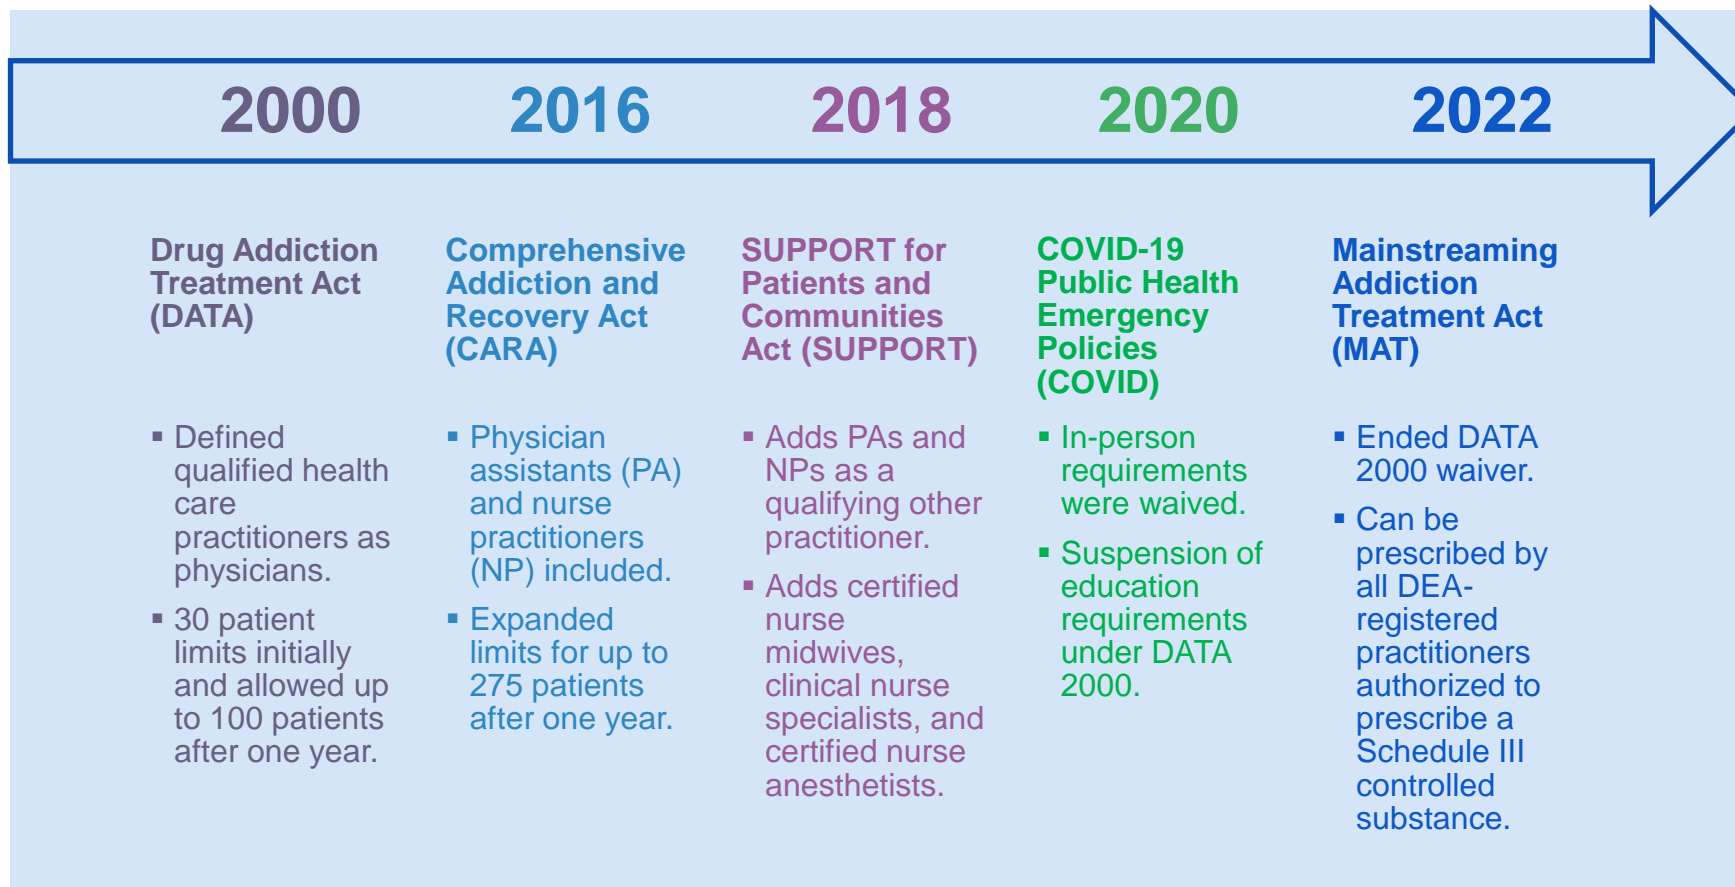 2000
2016
2018
2020
2022
Drug Addiction
Treatment Act
(DATA)
▪ Defined
qualified health
care
practitioners as
physicians.
▪ 30 patient
limits initially
and allowed up
to 100 patients
after one year.
Comprehensive
Addiction and
Recovery Act
(CARA)
▪ Physician
assistants (PA)
and nurse
practitioners
(NP) included.
▪ Expanded
limits for up to
275 patients
after one year.
SUPPORT for
Patients and
Communities
Act (SUPPORT)
▪ Adds PAs and
NPs as a
qualifying other
practitioner.
▪ Adds certified
nurse
midwives,
clinical nurse
specialists, and
certified nurse
anesthetists.
COVID-19
Public Health
Emergency
Policies
(COVID)
▪ In-person
requirements
were waived.
▪ Suspension of
education
requirements
under DATA
2000.
Mainstreaming
Addiction
Treatment Act
(MAT)
▪ Ended DATA
2000 waiver.
▪ Can be
prescribed by
all DEA-
registered
practitioners
authorized to
prescribe a
Schedule III
controlled
substance.